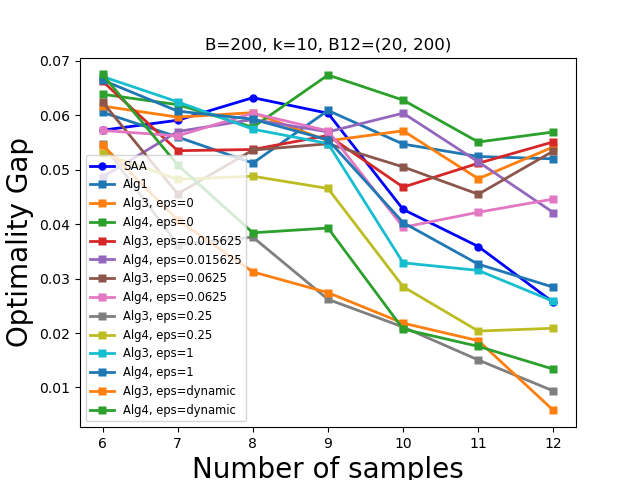 B=200, k=10, B12=(20, 200)
Optimality Gap
0.07
0.06
0.05
0.04
0.03
0.02
0.01
SAA
Alg1
Alg3, eps=0
Alg4, eps=0
Alg3, eps=0.015625
Alg4, eps=0.015625
Alg3, eps=0.0625
Alg4, eps=0.0625
Alg3, eps=0.25
Alg4, eps=0.25
Alg3, eps=1
Alg4, eps=1
Alg3, eps=dynamic
Alg4, eps=dynamic
6 7 8 9 10 11 12
Number of samples